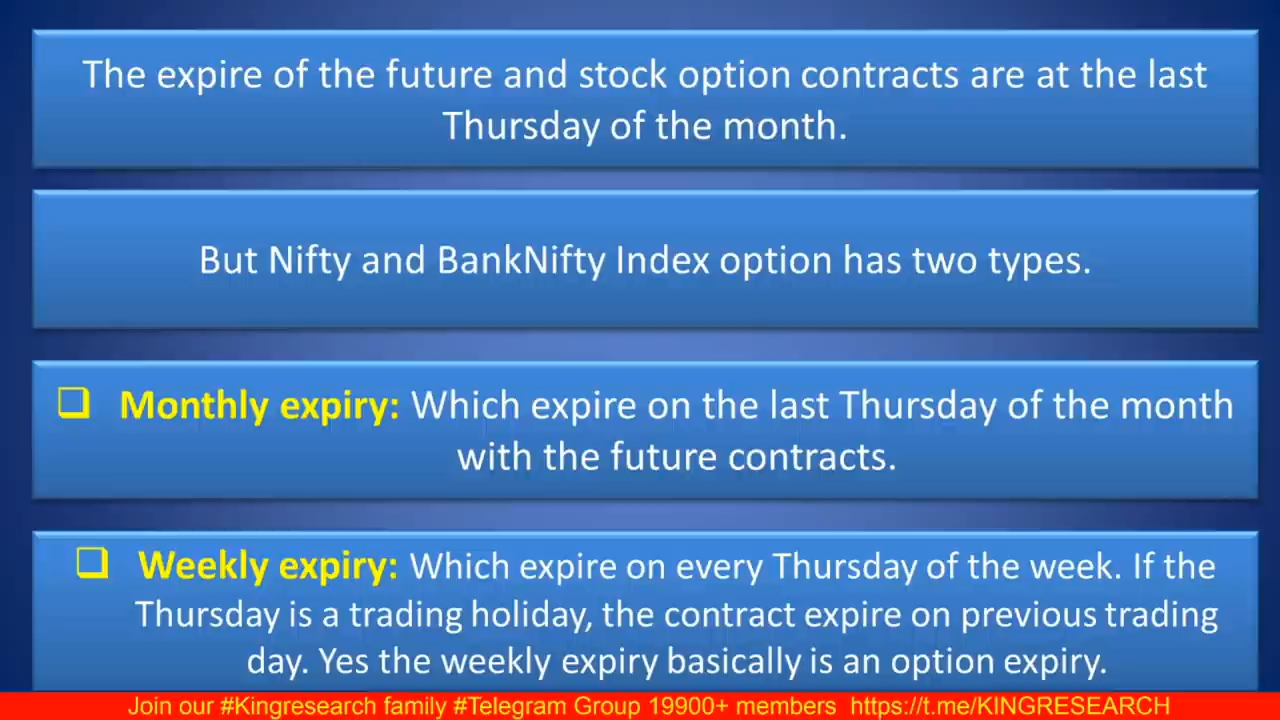 The expire of the future and stock option contracts are at the last
Thursday of the month.
But Nifty and BankNifty Index option has two types.
❑ Monthly expiry: Which expire on the last Thursday of the month
with the future contracts.
❑ Weekly expiry: Which expire on every Thursday of the week. If the
Thursday is a trading holiday, the contract expire on previous trading
day. Yes the weekly expiry basically is an option expiry.
Join our #Kingresearch family #Telegram Group 19900+ members https://t.me/KINGRESEARCH